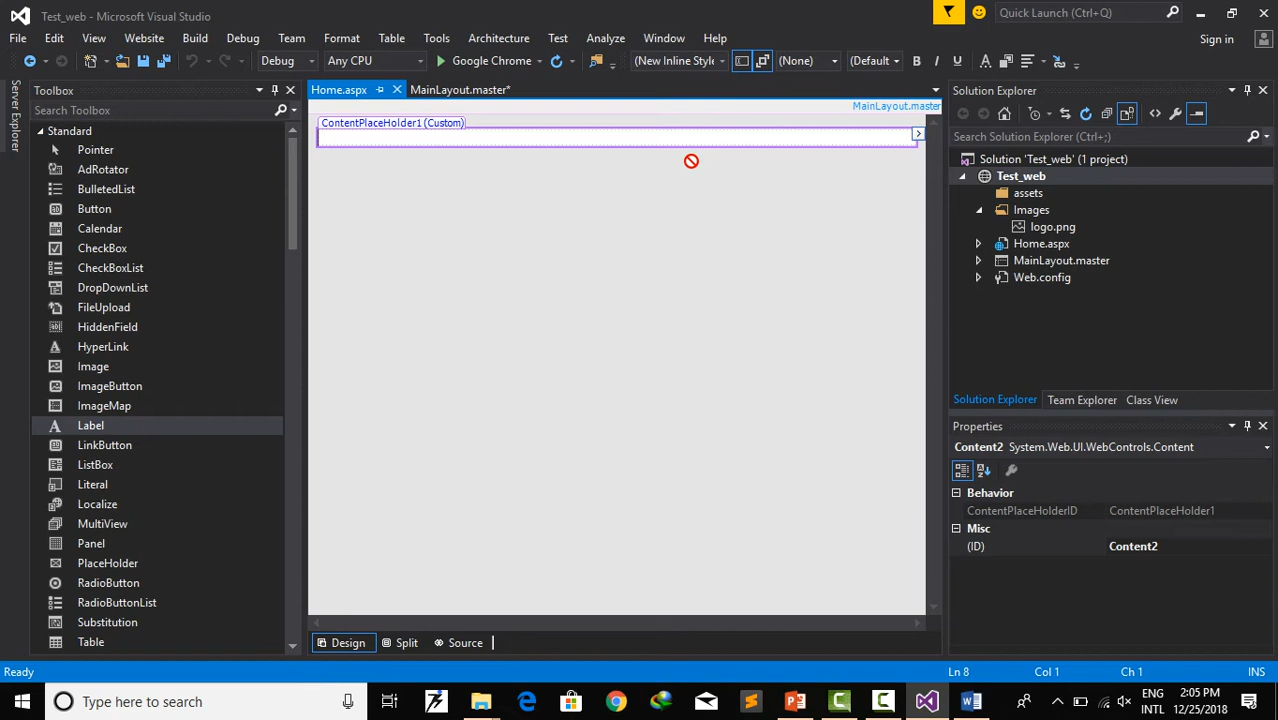 Test_web - Microsoft Visual Studio
Quick Launch (Ctrl+Q)
File Edit View Website Build Debug Team Format Table Tools Architecture Test Analyze Window Help
Sign in
Debug Any CPU Google Chrome (New Inline Style (None) (Default B I U A
Server Explorer
Toolbox
Search Toolbox
Standard
Pointer
AdRotator
BulletedList
Button
Calendar
CheckBox
CheckBoxList
DropDownList
FileUpload
HiddenField
HyperLink
Image
ImageButton
ImageMap
Label
LinkButton
ListBox
Literal
Localize
MultiView
Panel
PlaceHolder
RadioButton
RadioButtonList
Substitution
Table
Home.aspx MainLayout.master*
MainLayout.master
ContentPlaceHolder1 (Custom)
Design Split Source
Solution Explorer
Search Solution Explorer (Ctrl+;)
Solution 'Test_web' (1 project)
Test_web
assets
Images
logo.png
Home.aspx
MainLayout.master
Web.config
Solution Explorer Team Explorer Class View
Properties
Content2 System.Web.UI.WebControls.Content
Behavior
ContentPlaceHolderID ContentPlaceHolder1
Misc
(ID) Content2
Ready Ln 8 Col 1 Ch 1 INS
Type here to search
ENG
INTL
2:05 PM
12/25/2018